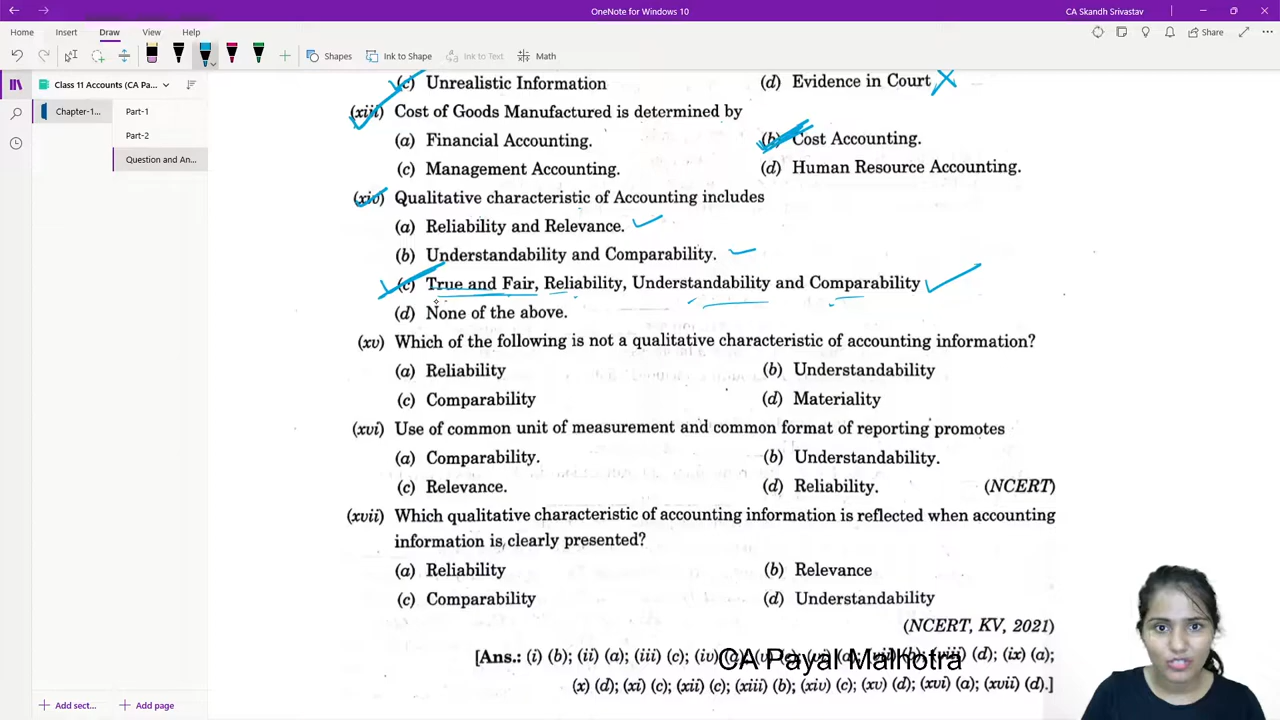 OneNote for Windows 10
CA Skandh Srivastav
Home Insert Draw View Help
Shapes Ink to Shape Ink to Text Math
Share
Class 11 Accounts (CA Pa...
Chapter-1...
Part-1
Part-2
Question and An...
(c) Unrealistic Information (d) Evidence in Court
(xiii) Cost of Goods Manufactured is determined by
(a) Financial Accounting. (b) Cost Accounting.
(c) Management Accounting. (d) Human Resource Accounting.
(xiv) Qualitative characteristic of Accounting includes
(a) Reliability and Relevance.
(b) Understandability and Comparability.
(c) True and Fair, Reliability, Understandability and Comparability
(d) None of the above.
(xv) Which of the following is not a qualitative characteristic of accounting information?
(a) Reliability (b) Understandability
(c) Comparability (d) Materiality
(xvi) Use of common unit of measurement and common format of reporting promotes
(a) Comparability. (b) Understandability.
(c) Relevance. (d) Reliability. (NCERT)
(xvii) Which qualitative characteristic of accounting information is reflected when accounting
information is clearly presented?
(a) Reliability (b) Relevance
(c) Comparability (d) Understandability
(NCERT, KV, 2021)
[Ans.: (i) (b); (ii) (a); (iii) (c); (iv) (d); (ix) (a);
CA Payal Malhotra
(x) (d); (xi) (c); (xii) (c); (xiii) (b); (xiv) (c); (xv) (d); (xvi) (a); (xvii) (d).]
Add sect... Add page